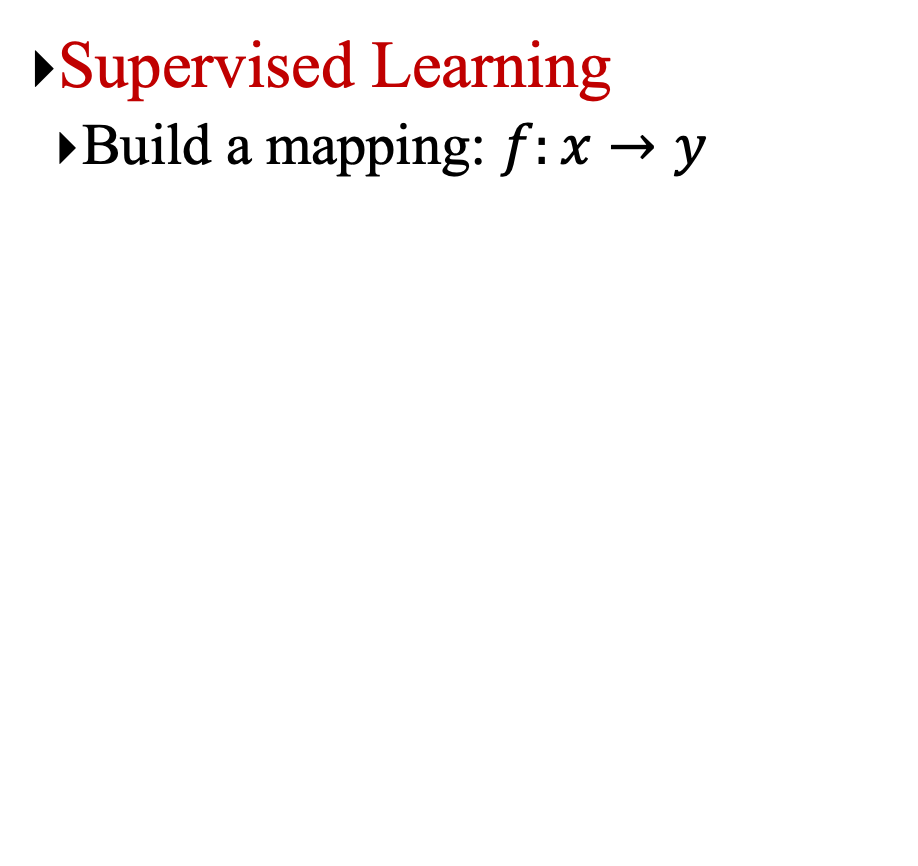 Supervised Learning
Build a mapping: 𝑓: 𝑥 → 𝑦